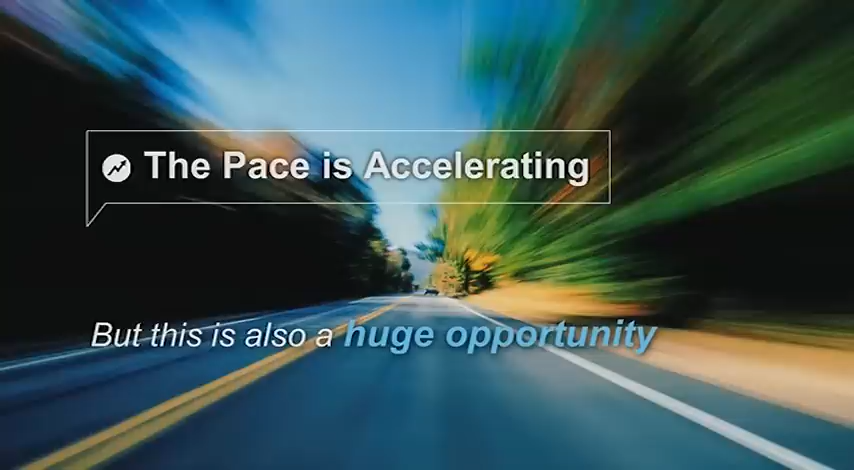 The Pace is Accelerating
But this is also a huge opportunity